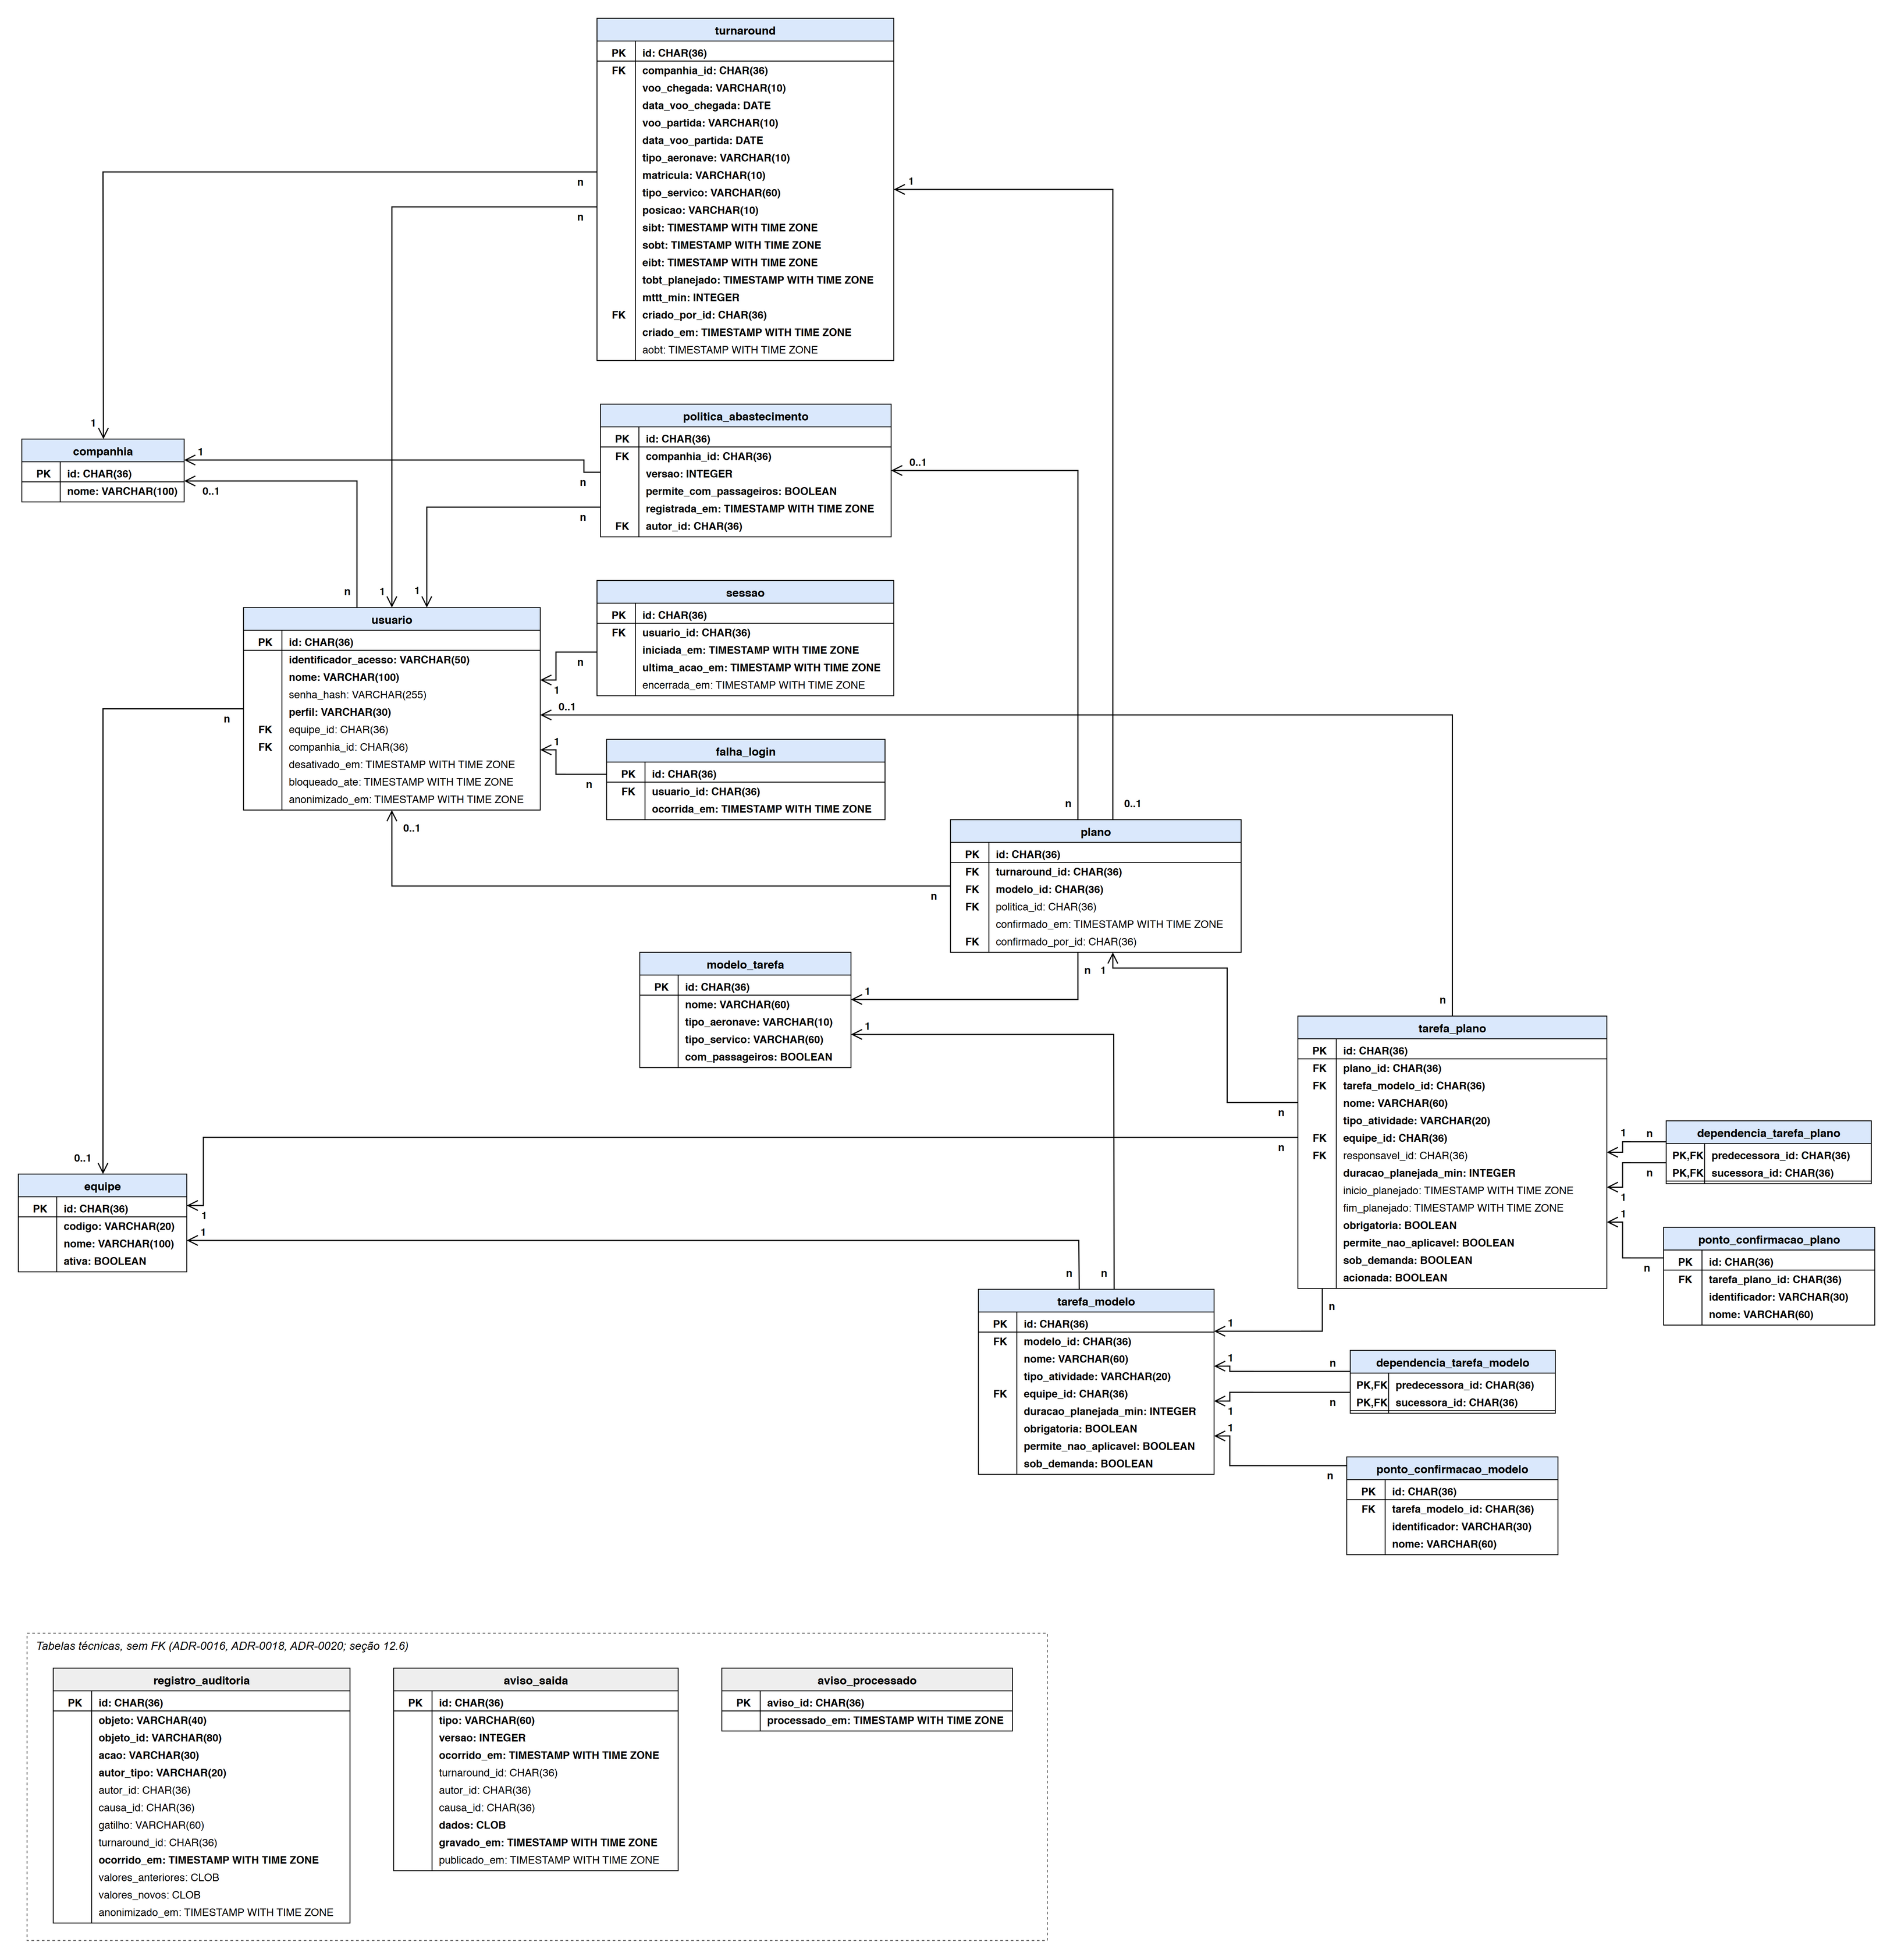 turnaround
PK id: CHAR(36)
FK companhia_id: CHAR(36)
voo_chegada: VARCHAR(10)
data_voo_chegada: DATE
voo_partida: VARCHAR(10)
data_voo_partida: DATE
tipo_aeronave: VARCHAR(10)
matricula: VARCHAR(10)
tipo_servico: VARCHAR(60)
posicao: VARCHAR(10)
sibt: TIMESTAMP WITH TIME ZONE
sobt: TIMESTAMP WITH TIME ZONE
eibt: TIMESTAMP WITH TIME ZONE
tobt_planejado: TIMESTAMP WITH TIME ZONE
mttt_min: INTEGER
FK criado_por_id: CHAR(36)
criado_em: TIMESTAMP WITH TIME ZONE
aobt: TIMESTAMP WITH TIME ZONE
n
n
1
1
politica_abastecimento
PK id: CHAR(36)
FK companhia_id: CHAR(36)
versao: INTEGER
permite_com_passageiros: BOOLEAN
registrada_em: TIMESTAMP WITH TIME ZONE
FK autor_id: CHAR(36)
n
n
0..1
companhia
PK id: CHAR(36)
nome: VARCHAR(100)
1
0..1
n
1
1
sessao
PK id: CHAR(36)
FK usuario_id: CHAR(36)
iniciada_em: TIMESTAMP WITH TIME ZONE
ultima_acao_em: TIMESTAMP WITH TIME ZONE
encerrada_em: TIMESTAMP WITH TIME ZONE
n
1
usuario
PK id: CHAR(36)
identificador_acesso: VARCHAR(50)
nome: VARCHAR(100)
senha_hash: VARCHAR(255)
perfil: VARCHAR(30)
FK equipe_id: CHAR(36)
FK companhia_id: CHAR(36)
desativado_em: TIMESTAMP WITH TIME ZONE
bloqueado_ate: TIMESTAMP WITH TIME ZONE
anonimizado_em: TIMESTAMP WITH TIME ZONE
n
0..1
1
0..1
falha_login
PK id: CHAR(36)
FK usuario_id: CHAR(36)
ocorrida_em: TIMESTAMP WITH TIME ZONE
n
n
0..1
plano
PK id: CHAR(36)
FK turnaround_id: CHAR(36)
FK modelo_id: CHAR(36)
FK politica_id: CHAR(36)
confirmado_em: TIMESTAMP WITH TIME ZONE
FK confirmado_por_id: CHAR(36)
n
n
1
modelo_tarefa
PK id: CHAR(36)
nome: VARCHAR(60)
tipo_aeronave: VARCHAR(10)
tipo_servico: VARCHAR(60)
com_passageiros: BOOLEAN
1
1
n
tarefa_plano
PK id: CHAR(36)
FK plano_id: CHAR(36)
FK tarefa_modelo_id: CHAR(36)
nome: VARCHAR(60)
tipo_atividade: VARCHAR(20)
FK equipe_id: CHAR(36)
FK responsavel_id: CHAR(36)
duracao_planejada_min: INTEGER
inicio_planejado: TIMESTAMP WITH TIME ZONE
fim_planejado: TIMESTAMP WITH TIME ZONE
obrigatoria: BOOLEAN
permite_nao_aplicavel: BOOLEAN
sob_demanda: BOOLEAN
acionada: BOOLEAN
n
n
n
1
1
1
dependencia_tarefa_plano
PK,FK predecessora_id: CHAR(36)
PK,FK sucessora_id: CHAR(36)
n
n
ponto_confirmacao_plano
PK id: CHAR(36)
FK tarefa_plano_id: CHAR(36)
identificador: VARCHAR(30)
nome: VARCHAR(60)
n
0..1
equipe
PK id: CHAR(36)
codigo: VARCHAR(20)
nome: VARCHAR(100)
ativa: BOOLEAN
1
1
n
n
tarefa_modelo
PK id: CHAR(36)
FK modelo_id: CHAR(36)
nome: VARCHAR(60)
tipo_atividade: VARCHAR(20)
FK equipe_id: CHAR(36)
duracao_planejada_min: INTEGER
obrigatoria: BOOLEAN
permite_nao_aplicavel: BOOLEAN
sob_demanda: BOOLEAN
1
1
1
1
dependencia_tarefa_modelo
PK,FK predecessora_id: CHAR(36)
PK,FK sucessora_id: CHAR(36)
n
n
ponto_confirmacao_modelo
PK id: CHAR(36)
FK tarefa_modelo_id: CHAR(36)
identificador: VARCHAR(30)
nome: VARCHAR(60)
n
Tabelas técnicas, sem FK (ADR-0016, ADR-0018, ADR-0020; seção 12.6)
registro_auditoria
PK id: CHAR(36)
objeto: VARCHAR(40)
objeto_id: VARCHAR(80)
acao: VARCHAR(30)
autor_tipo: VARCHAR(20)
autor_id: CHAR(36)
causa_id: CHAR(36)
gatilho: VARCHAR(60)
turnaround_id: CHAR(36)
ocorrido_em: TIMESTAMP WITH TIME ZONE
valores_anteriores: CLOB
valores_novos: CLOB
anonimizado_em: TIMESTAMP WITH TIME ZONE
aviso_saida
PK id: CHAR(36)
tipo: VARCHAR(60)
versao: INTEGER
ocorrido_em: TIMESTAMP WITH TIME ZONE
turnaround_id: CHAR(36)
autor_id: CHAR(36)
causa_id: CHAR(36)
dados: CLOB
gravado_em: TIMESTAMP WITH TIME ZONE
publicado_em: TIMESTAMP WITH TIME ZONE
aviso_processado
PK aviso_id: CHAR(36)
processado_em: TIMESTAMP WITH TIME ZONE